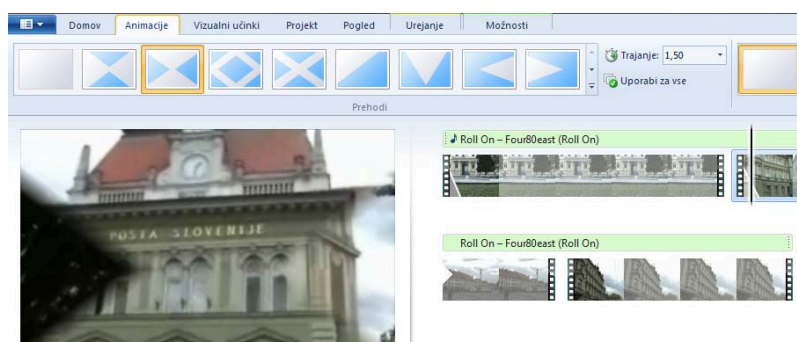 Domov Animacije Vizualni učinki Projekt Pogled Urejanje Možnosti
Trajanje: 1,50
Uporabi za vse
Prehodi
Roll On – Four80east (Roll On)
POŠTA SLOVENIJE
Roll On – Four80east (Roll On)